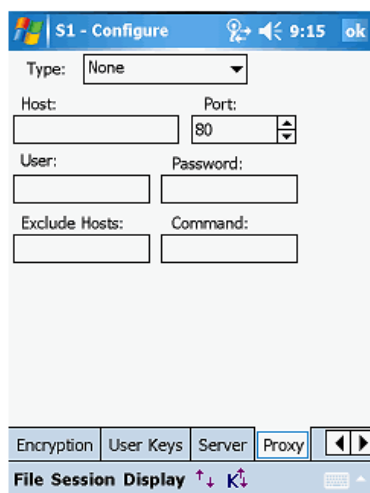 S1 - Configure 9:15 ok
Type: None
Host: Port:
80
User: Password:
Exclude Hosts: Command:
Encryption User Keys Server Proxy
File Session Display K